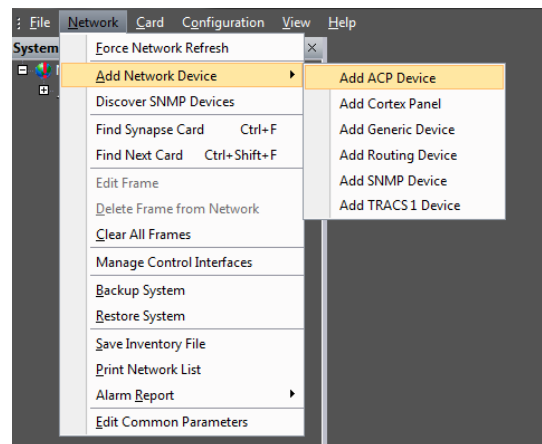 File Network Card Configuration View Help
System
Force Network Refresh
Add Network Device
Discover SNMP Devices
Find Synapse Card Ctrl+F
Find Next Card Ctrl+Shift+F
Edit Frame
Delete Frame from Network
Clear All Frames
Manage Control Interfaces
Backup System
Restore System
Save Inventory File
Print Network List
Alarm Report
Edit Common Parameters
Add ACP Device
Add Cortex Panel
Add Generic Device
Add Routing Device
Add SNMP Device
Add TRACS1 Device